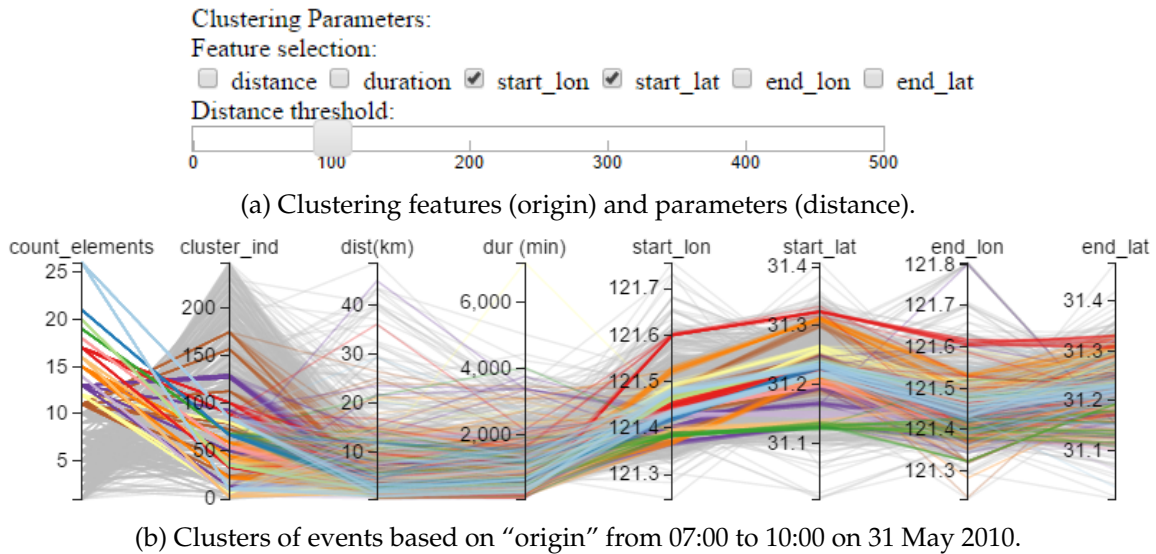 Clustering Parameters:
Feature selection:
distance duration start_lon start_lat end_lon end_lat
Distance threshold:
0 100 200 300 400 500
(a) Clustering features (origin) and parameters (distance).
count_elements cluster_ind dist(km) dur (min) start_lon start_lat end_lon end_lat
25 20 15 10 5
200 150 100 50 0
40 30 20 10
6,000 4,000 2,000
121.7 121.6 121.5 121.4 121.3
31.4 31.3 31.2 31.1
121.8 121.7 121.6 121.5 121.4 121.3
31.4 31.3 31.2 31.1
(b) Clusters of events based on “origin” from 07:00 to 10:00 on 31 May 2010.